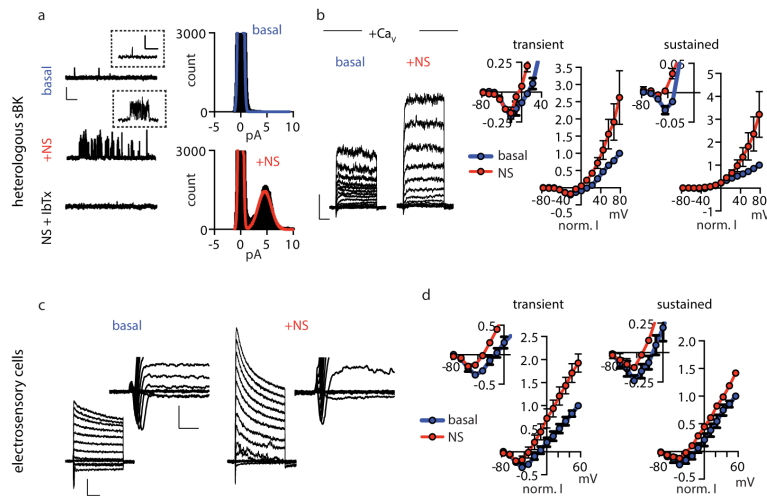 a
heterologous sBK
basal
+NS
NS + IbTx
3000
count
0
-5
0
5
10
pA
basal
3000
count
0
-5
0
5
10
pA
+NS
b
+CaV
basal
+NS
transient
0.25
-80
40
-0.25
3.5
3.0
2.5
2.0
1.5
1.0
0.5
-0.5
-80 -40
40
80
mV
norm. I
basal
NS
sustained
0.05
-80
-0.05
5
4
3
2
1
-1
-80 -40
40
80
mV
norm. I
c
electrosensory cells
basal
+NS
d
transient
0.5
-80
-0.5
2.5
2.0
1.5
1.0
0.5
-0.5
-80
60
mV
norm. I
basal
NS
sustained
0.25
-80
0.25
2.0
1.5
1.0
0.5
-0.5
-80
60
mV
norm. I